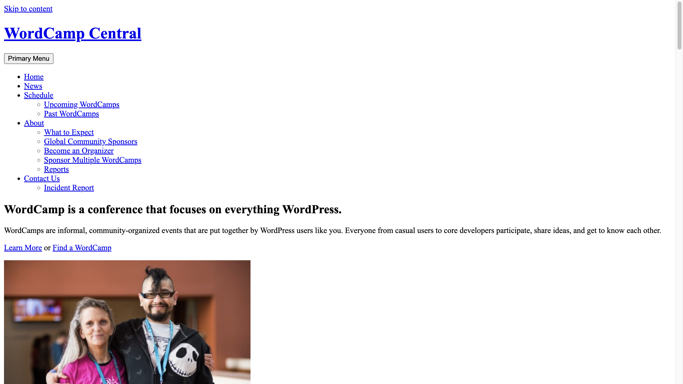 Skip to content
WordCamp Central
Primary Menu
Home
News
Schedule
Upcoming WordCamps
Past WordCamps
About
What to Expect
Global Community Sponsors
Become an Organizer
Sponsor Multiple WordCamps
Reports
Contact Us
Incident Report
WordCamp is a conference that focuses on everything WordPress.
WordCamps are informal, community-organized events that are put together by WordPress users like you. Everyone from casual users to core developers participate, share ideas, and get to know each other.
Learn More or Find a WordCamp